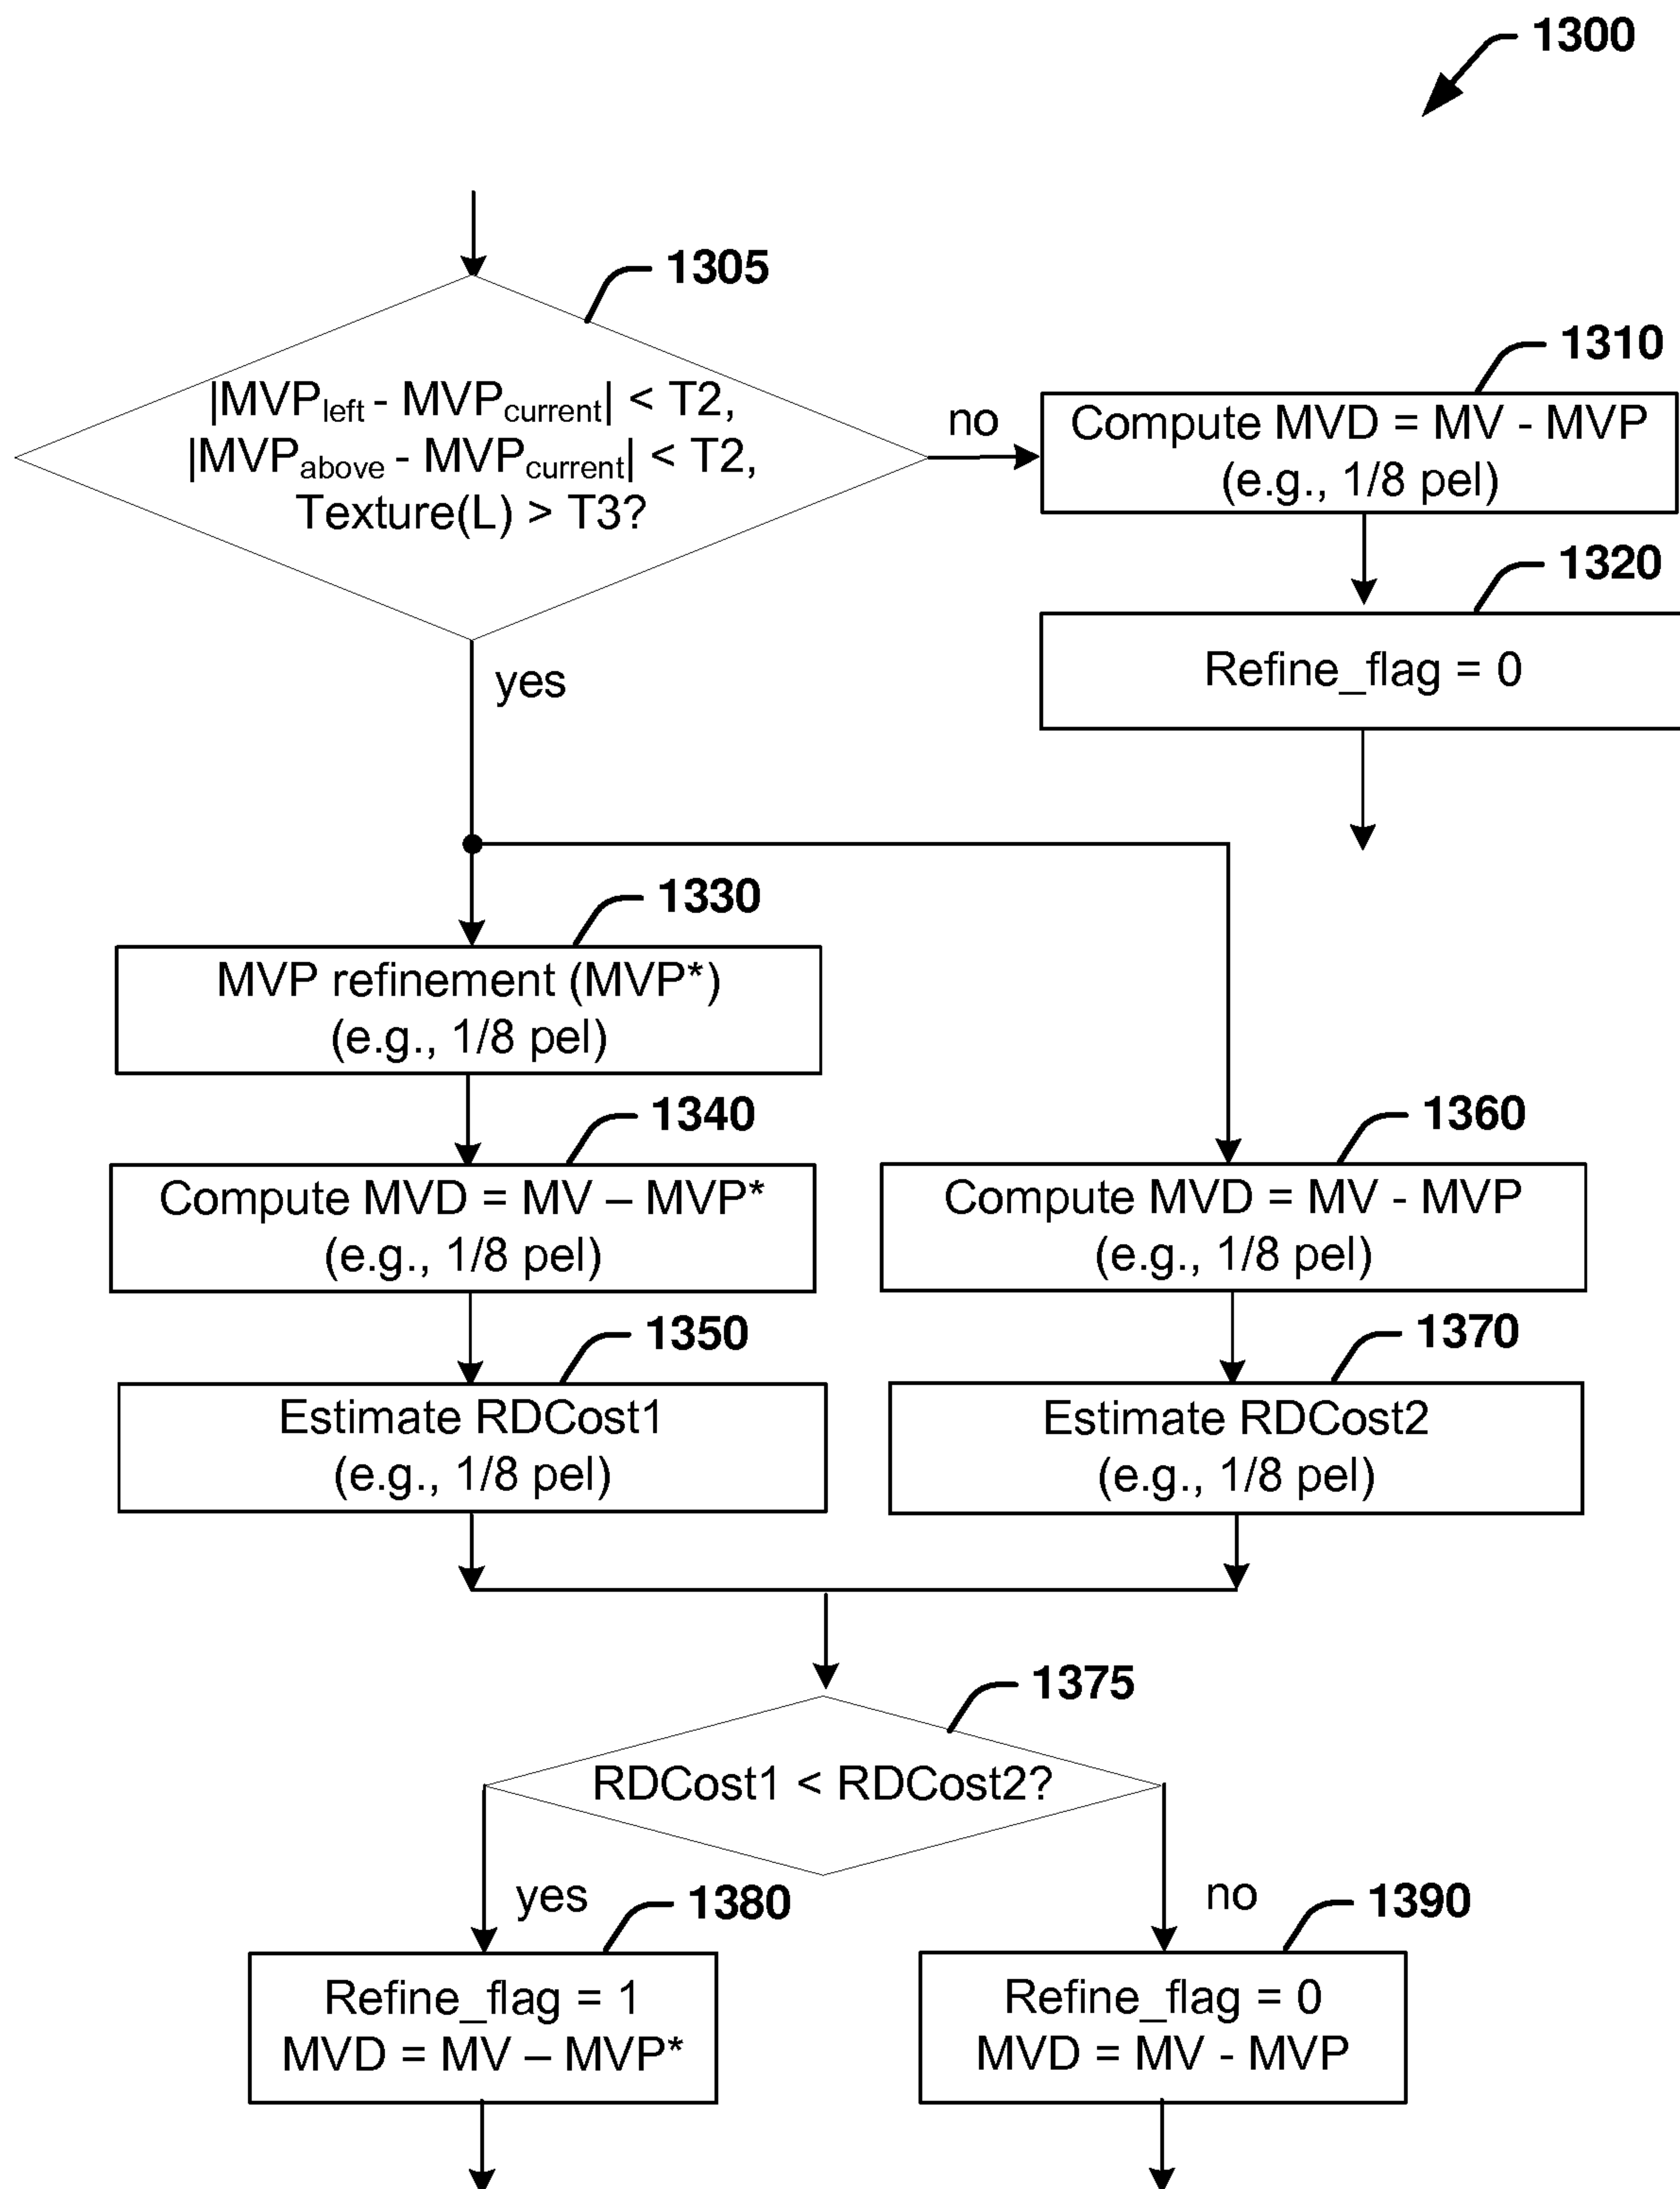 1300
1305
|MVPleft - MVPcurrent| < T2,
|MVPabove - MVPcurrent| < T2,
Texture(L) > T3?
no
1310
Compute MVD = MV - MVP
(e.g., 1/8 pel)
1320
Refine_flag = 0
yes
1330
MVP refinement (MVP*)
(e.g., 1/8 pel)
1340
Compute MVD = MV – MVP*
(e.g., 1/8 pel)
1360
Compute MVD = MV - MVP
(e.g., 1/8 pel)
1350
Estimate RDCost1
(e.g., 1/8 pel)
1370
Estimate RDCost2
(e.g., 1/8 pel)
1375
RDCost1 < RDCost2?
yes
1380
Refine_flag = 1
MVD = MV – MVP*
no
1390
Refine_flag = 0
MVD = MV - MVP